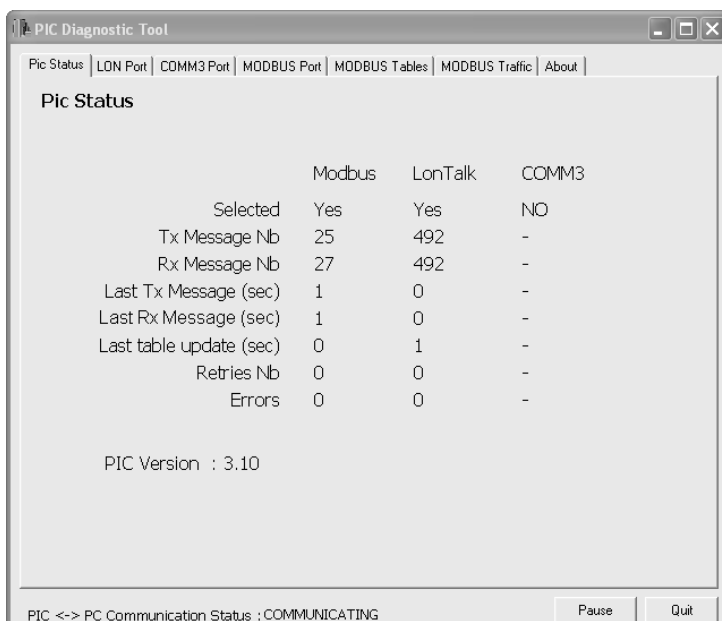 PIC Diagnostic Tool
Pic Status LON Port COMM3 Port MODBUS Port MODBUS Tables MODBUS Traffic About
Pic Status
Modbus LonTalk COMM3
Selected Yes Yes NO
Tx Message Nb 25 492 -
Rx Message Nb 27 492 -
Last Tx Message (sec) 1 0 -
Last Rx Message (sec) 1 0 -
Last table update (sec) 0 1 -
Retries Nb 0 0 -
Errors 0 0 -
PIC Version : 3.10
PIC <-> PC Communication Status : COMMUNICATING Pause Quit